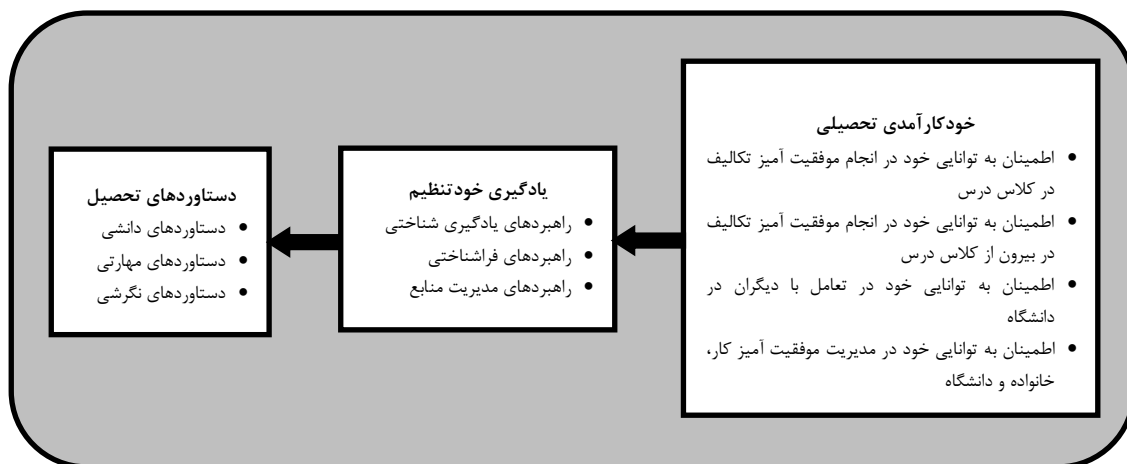 خودکارآمدی تحصیلی
• اطمینان به توانایی خود در انجام موفقیت آمیز تکالیف
در کلاس درس
• اطمینان به توانایی خود در انجام موفقیت آمیز تکالیف
در بیرون از کلاس درس
• اطمینان به توانایی خود در تعامل با دیگران در
دانشگاه
• اطمینان به توانایی خود در مدیریت موفقیت آمیز کار،
خانواده و دانشگاه
یادگیری خودتنظیم
• راهبردهای یادگیری شناختی
• راهبردهای فراشناختی
• راهبردهای مدیریت منابع
دستاوردهای تحصیل
• دستاوردهای دانشی
• دستاوردهای مهارتی
• دستاوردهای نگرشی